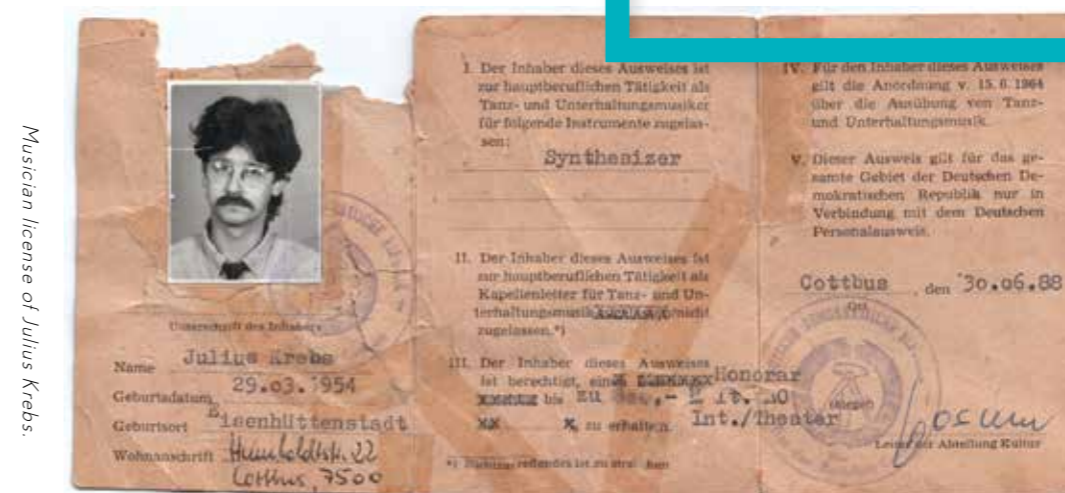 Musician license of Julius Krebs.
Unterschrift des Inhabers
Name Julius Krebs
Geburtsdatum 29.03.1954
Geburtsort Eisenhüttenstadt
Wohnanschrift Humboldtstr. 22
Cottbus, 7500
I. Der Inhaber dieses Ausweises ist
zur hauptberuflichen Tätigkeit als
Tanz- und Unterhaltungsmusiker
für folgende Instrumente zugelas-
sen:
Synthesizer
II. Der Inhaber dieses Ausweises ist
zur hauptberuflichen Tätigkeit als
Kapellenleiter für Tanz- und Un-
terhaltungsmusik nicht
zugelassen.*)
III. Der Inhaber dieses Ausweises
ist berechtigt, ein Honorar
bis zu
zu erhalten. Int./Theater
IV. Für den Inhaber dieses Ausweises
gilt die Anordnung v. 15. 6. 1964
über die Ausübung von Tanz-
und Unterhaltungsmusik.
V. Dieser Ausweis gilt für das ge-
samte Gebiet der Deutschen De-
mokratischen Republik nur in
Verbindung mit dem Deutschen
Personalausweis.
Cottbus, den 30.06.88
Ort
Leiter der Abteilung Kultur